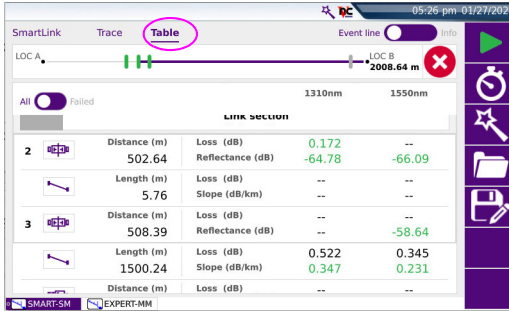 05:26 pm 01/27/202
SmartLink Trace Table Event line Info
LOC A LOC B
2008.64 m
All Failed 1310nm 1550nm
Link section
2 Distance (m) Loss (dB) 0.172 --
502.64 Reflectance (dB) -64.78 -66.09
Length (m) Loss (dB) -- --
5.76 Slope (dB/km) -- --
3 Distance (m) Loss (dB) -- --
508.39 Reflectance (dB) -- -58.64
Length (m) Loss (dB) 0.522 0.345
1500.24 Slope (dB/km) 0.347 0.231
Distance (m) Loss (dB) -- --
SMART-SM EXPERT-MM